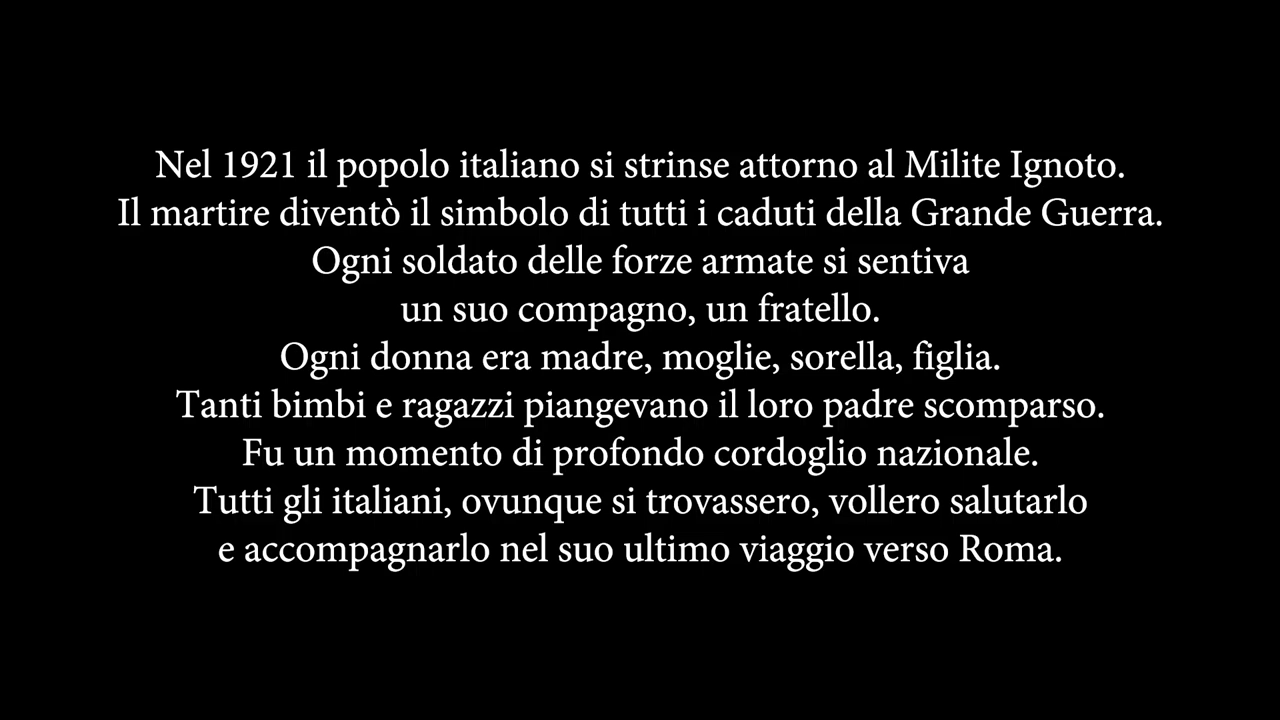 Nel 1921 il popolo italiano si strinse attorno al Milite Ignoto.
Il martire diventò il simbolo di tutti i caduti della Grande Guerra.
Ogni soldato delle forze armate si sentiva
un suo compagno, un fratello.
Ogni donna era madre, moglie, sorella, figlia.
Tanti bimbi e ragazzi piangevano il loro padre scomparso.
Fu un momento di profondo cordoglio nazionale.
Tutti gli italiani, ovunque si trovassero, vollero salutarlo
e accompagnarlo nel suo ultimo viaggio verso Roma.